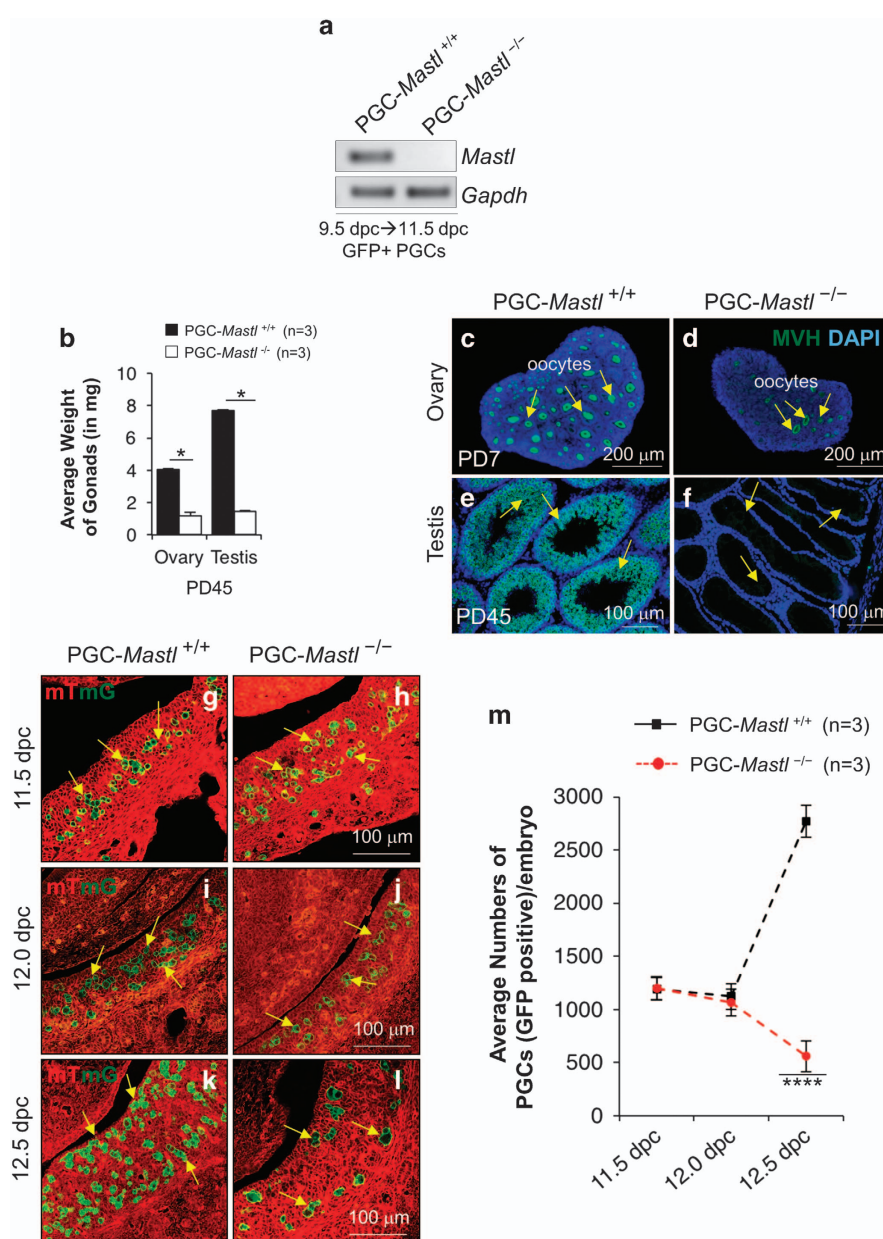 a
PGC-Mastl +/+
PGC-Mastl −/−
Mastl
Gapdh
9.5 dpc→11.5 dpc
GFP+ PGCs
b
PGC-Mastl +/+ (n=3)
PGC-Mastl -/- (n=3)
Average Weight
of Gonads (in mg)
10
8
6
4
2
0
*
*
Ovary Testis
PD45
PGC-Mastl +/+
PGC-Mastl −/−
Ovary
c
oocytes
PD7
200 μm
d
MVH DAPI
oocytes
200 μm
Testis
e
PD45
100 μm
f
100 μm
PGC-Mastl +/+
PGC-Mastl −/−
11.5 dpc
mTmG
g
h
100 μm
12.0 dpc
mTmG
i
j
100 μm
12.5 dpc
mTmG
k
l
100 μm
m
PGC-Mastl +/+ (n=3)
PGC-Mastl −/− (n=3)
Average Numbers of
PGCs (GFP positive)/embryo
3000
2500
2000
1500
1000
500
0
****
11.5 dpc
12.0 dpc
12.5 dpc